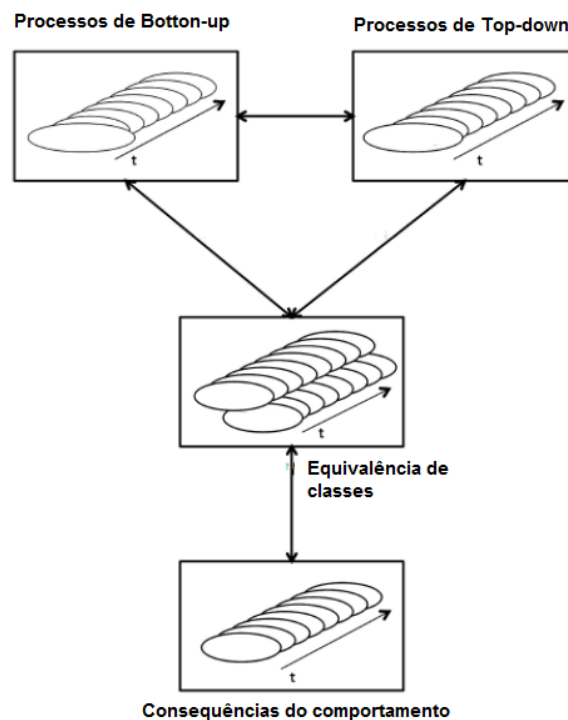 Processos de Botton-up
Processos de Top-down
t
t
t
Equivalência de
classes
t
Consequências do comportamento